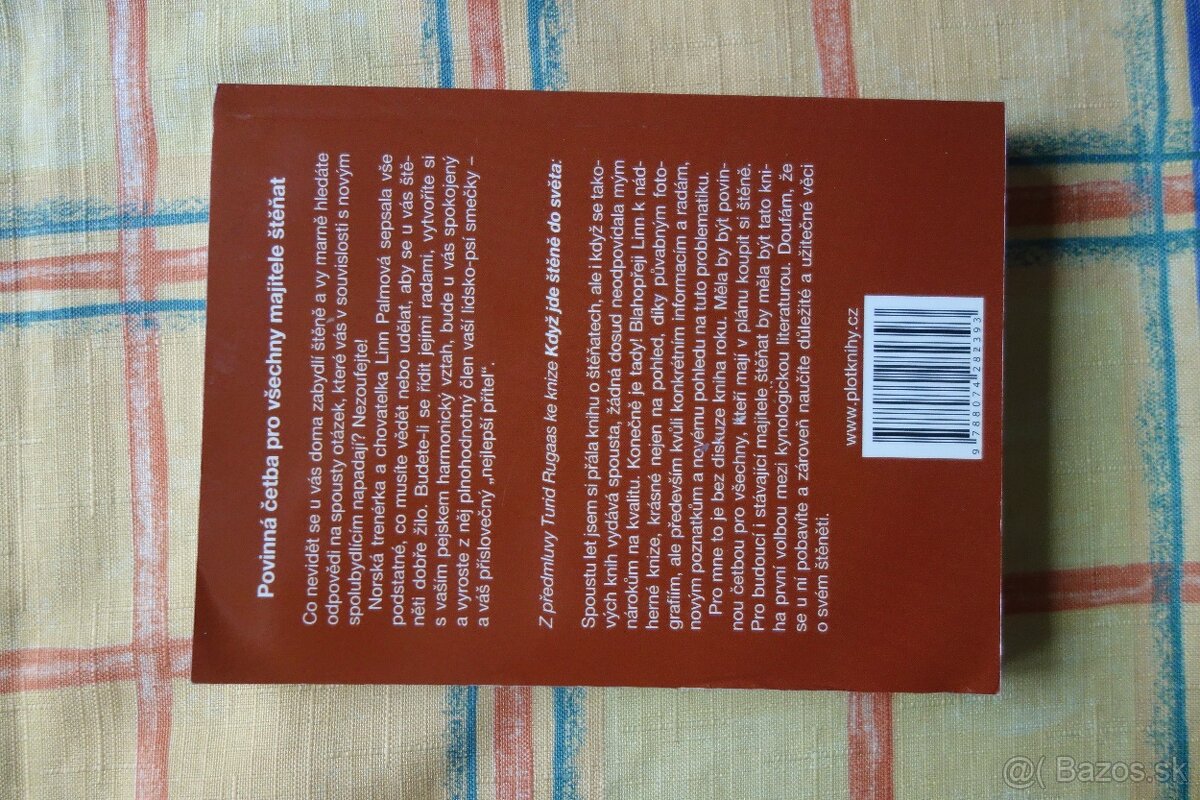 Povinná četba pro všechny majitele štěňat
Co nevidět se u vás doma zabydlí štěně a vy marně hledáte
odpovědi na spousty otázek, které vás v souvislosti s novým
spolubydlícím napadají? Nezoufejte!
Norská trenérka a chovatelka Linn Palmová sepsala vše
podstatné, co musíte vědět nebo udělat, aby se u vás ště-
něti dobře žilo. Budete-li se řídit jejími radami, vytvoříte si
s vaším pejskem harmonický vztah, bude u vás spokojený
a vyroste z něj plnohodnotný člen vaší lidsko-psí smečky –
a váš příslovečný „nejlepší přítel“.
Z předmluvy Turid Rugaas ke knize Když jde štěně do světa:
Spoustu let jsem si přála knihu o štěňatech, ale i když se tako-
vých knih vydává spousta, žádná dosud neodpovídala mým
nárokům na kvalitu. Konečně je tady! Blahopřeji Linn k nád-
herné knize, krásné nejen na pohled, díky půvabným foto-
grafiím, ale především kvůli konkrétním informacím a radám,
novým poznatkům a novému pohledu na tuto problematiku.
Pro mne to je bez diskuze kniha roku. Měla by být povin-
nou četbou pro všechny, kteří mají v plánu koupit si štěně.
Pro budoucí i stávající majitele štěňat by měla být tato kni-
ha první volbou mezi kynologickou literaturou. Doufám, že
se u ní pobavíte a zároveň naučíte důležité a užitečné věci
o svém štěněti.
www.plotknihy.cz
9 788074 282393
@( Bazos.sk